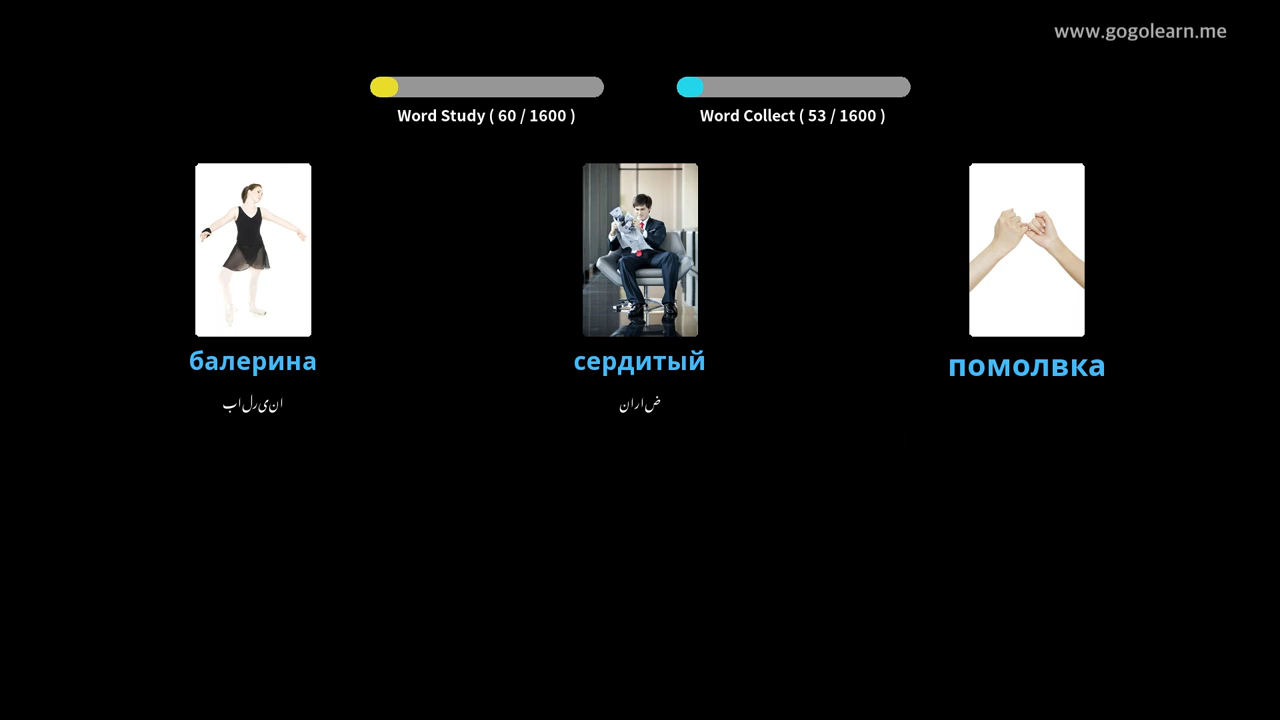 www.gogolearn.me
Word Study ( 60 / 1600 )
Word Collect ( 53 / 1600 )
балерина
сердитый
помолвка
بالرینا
ناراض